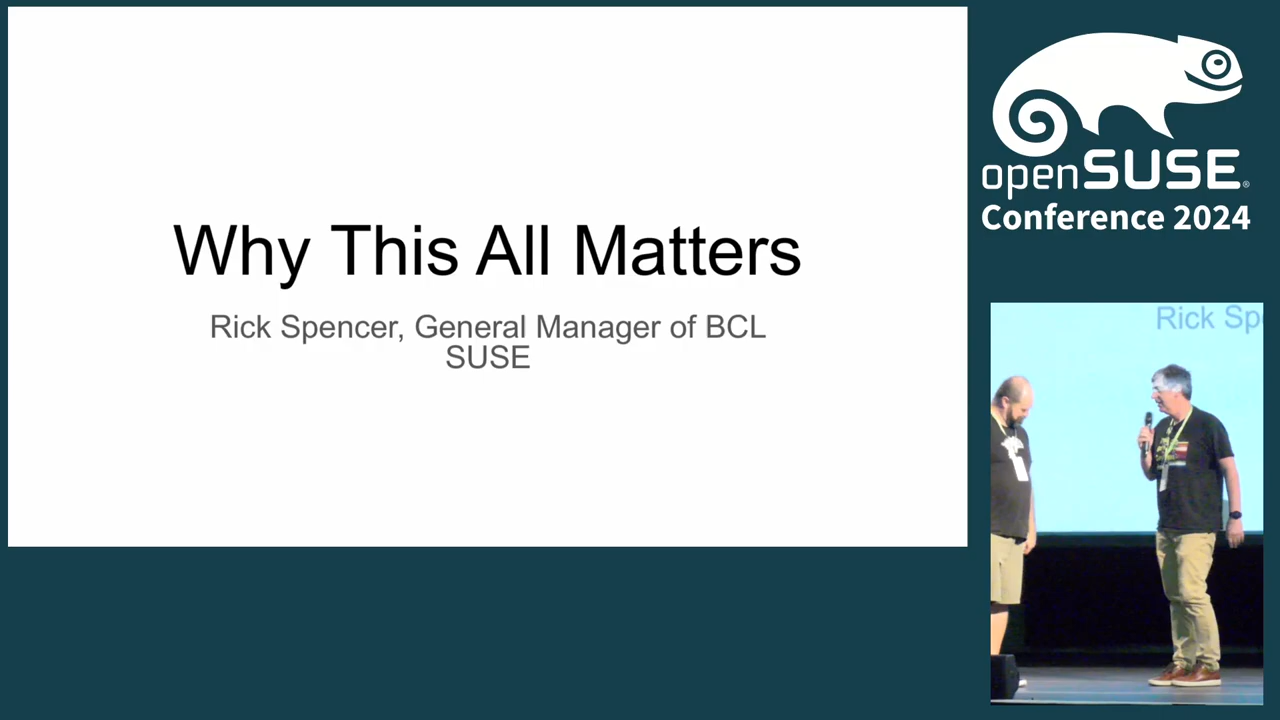 Why This All Matters
Rick Spencer, General Manager of BCL
SUSE
openSUSE®
Conference 2024
Rick Sp